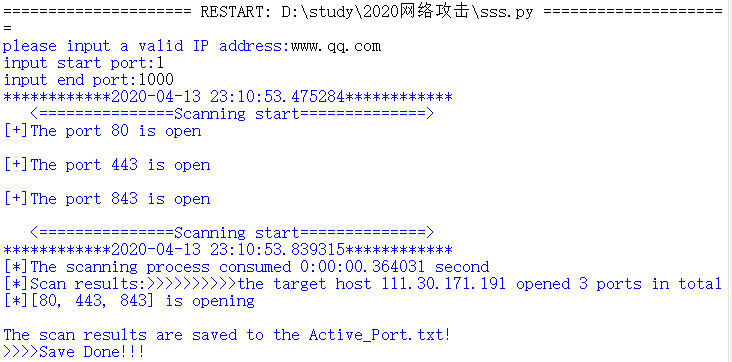 ===================== RESTART: D:\study\2020网络攻击\sss.py ====================
=
please input a valid IP address:www.qq.com
input start port:1
input end port:1000
************2020-04-13 23:10:53.475284************
<===============Scanning start==============>
[+]The port 80 is open
[+]The port 443 is open
[+]The port 843 is open
<===============Scanning start==============>
************2020-04-13 23:10:53.839315************
[*]The scanning process consumed 0:00:00.364031 second
[*]Scan results:>>>>>>>>>>the target host 111.30.171.191 opened 3 ports in total
[*][80, 443, 843] is opening
The scan results are saved to the Active_Port.txt!
>>>>Save Done!!!